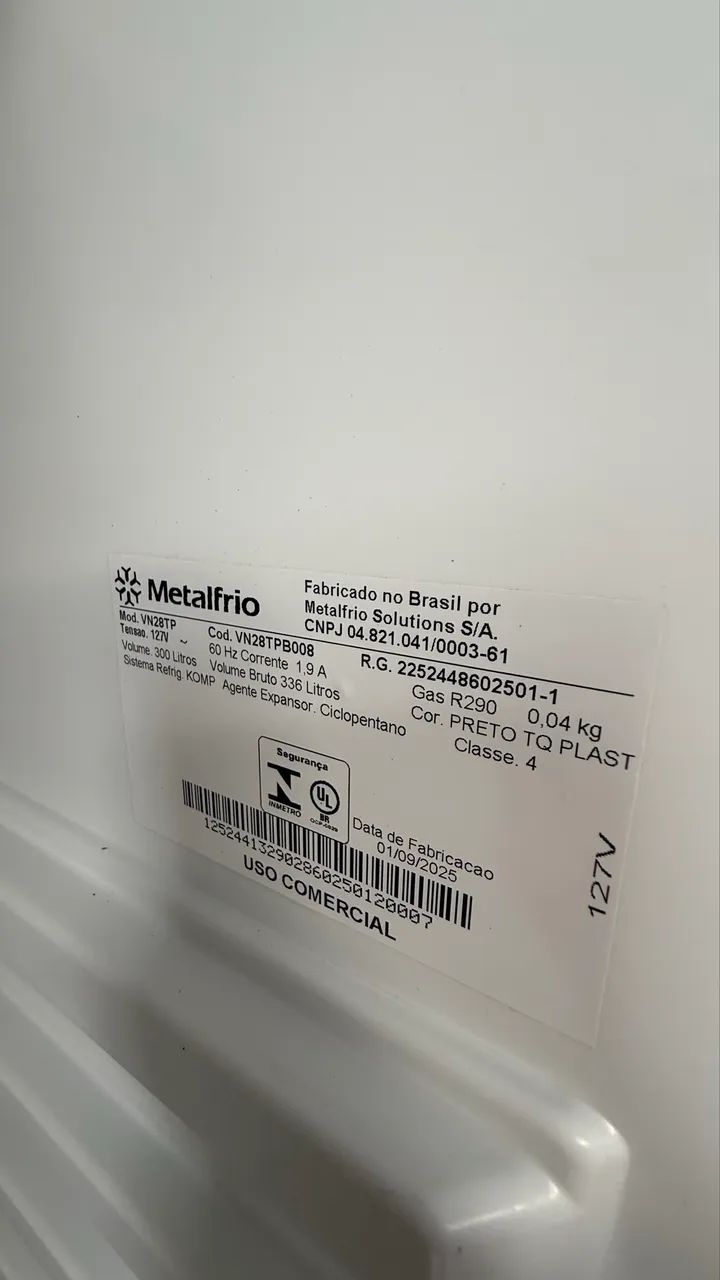 Metalfrio
Fabricado no Brasil por
Metalfrio Solutions S/A.
CNPJ 04.821.041/0003-61
Mod. VN28TP Cod. VN28TPB008 R.G. 2252448602501-1
Tensao. 127V ~ 60 Hz Corrente 1,9 A Gas R290 0,04 kg
Volume. 300 Litros Volume Bruto 336 Litros Cor. PRETO TQ PLAST
Sistema Refrig. KOMP Agente Expansor. Ciclopentano Classe. 4
Segurança
INMETRO
UL
BR
Data de Fabricacao
01/09/2025
125244132902860250120007
USO COMERCIAL
127V